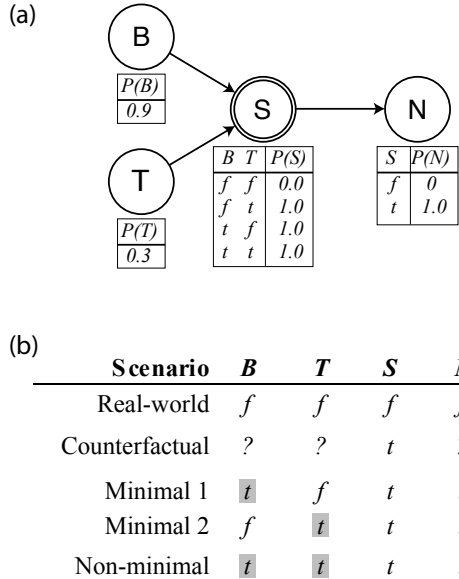 (a)
B
P(B)
0.9
T
P(T)
0.3
S
B T P(S)
f f 0.0
f t 1.0
t f 1.0
t t 1.0
N
S P(N)
f 0
t 1.0
(b)
Scenario B T S
Real-world f f f
Counterfactual ? ? t
Minimal 1 t f t
Minimal 2 f t t
Non-minimal t t t